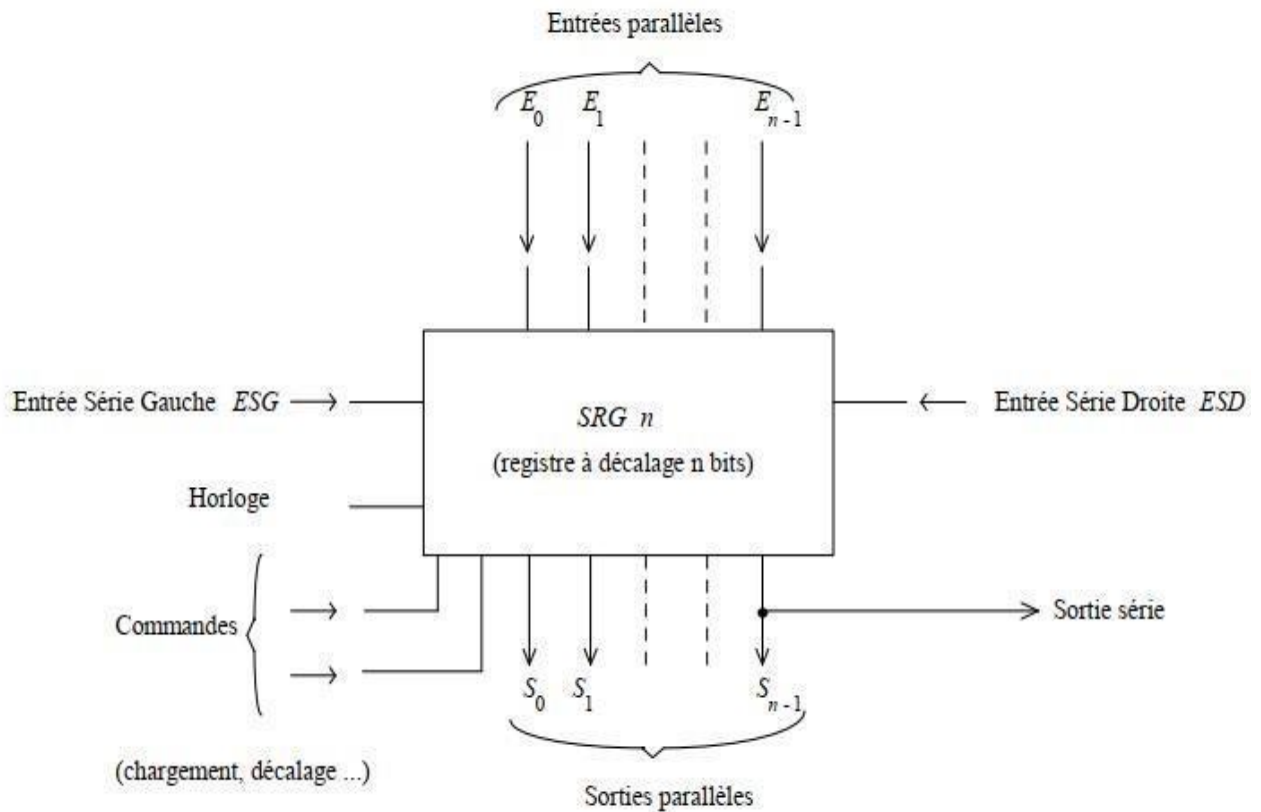 Entrées parallèles
E0 E1 En-1
Entrée Série Gauche ESG
SRG n
Entrée Série Droite ESD
(registre à décalage n bits)
Horloge
Commandes
Sortie série
S0 S1 Sn-1
(chargement, décalage ...)
Sorties parallèles